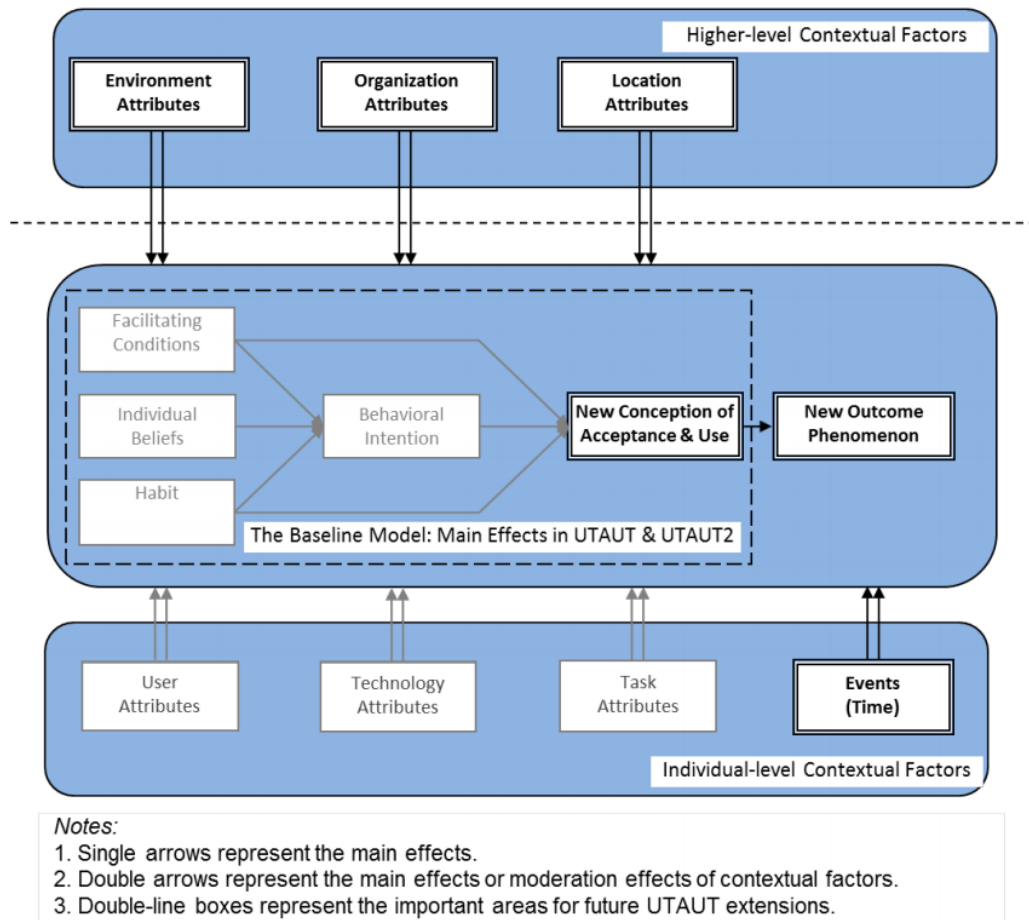 Higher-level Contextual Factors
Environment
Attributes
Organization
Attributes
Location
Attributes
Facilitating
Conditions
Individual
Beliefs
Habit
Behavioral
Intention
New Conception of
Acceptance & Use
New Outcome
Phenomenon
The Baseline Model: Main Effects in UTAUT & UTAUT2
User
Attributes
Technology
Attributes
Task
Attributes
Events
(Time)
Individual-level Contextual Factors
Notes:
1. Single arrows represent the main effects.
2. Double arrows represent the main effects or moderation effects of contextual factors.
3. Double-line boxes represent the important areas for future UTAUT extensions.